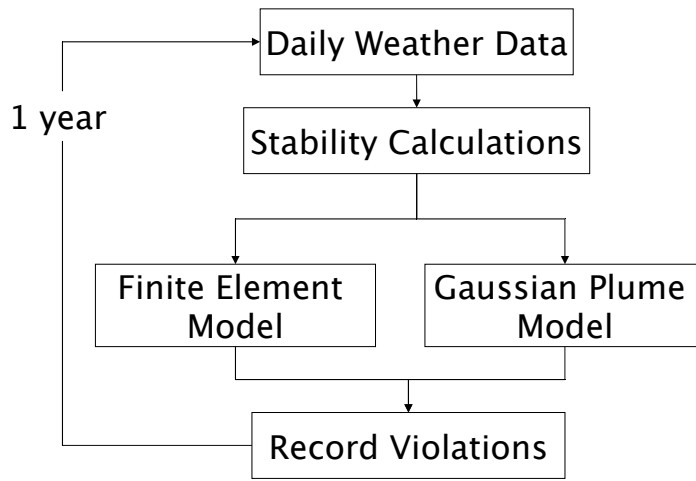 Daily Weather Data
1 year
Stability Calculations
Finite Element
Model
Gaussian Plume
Model
Record Violations